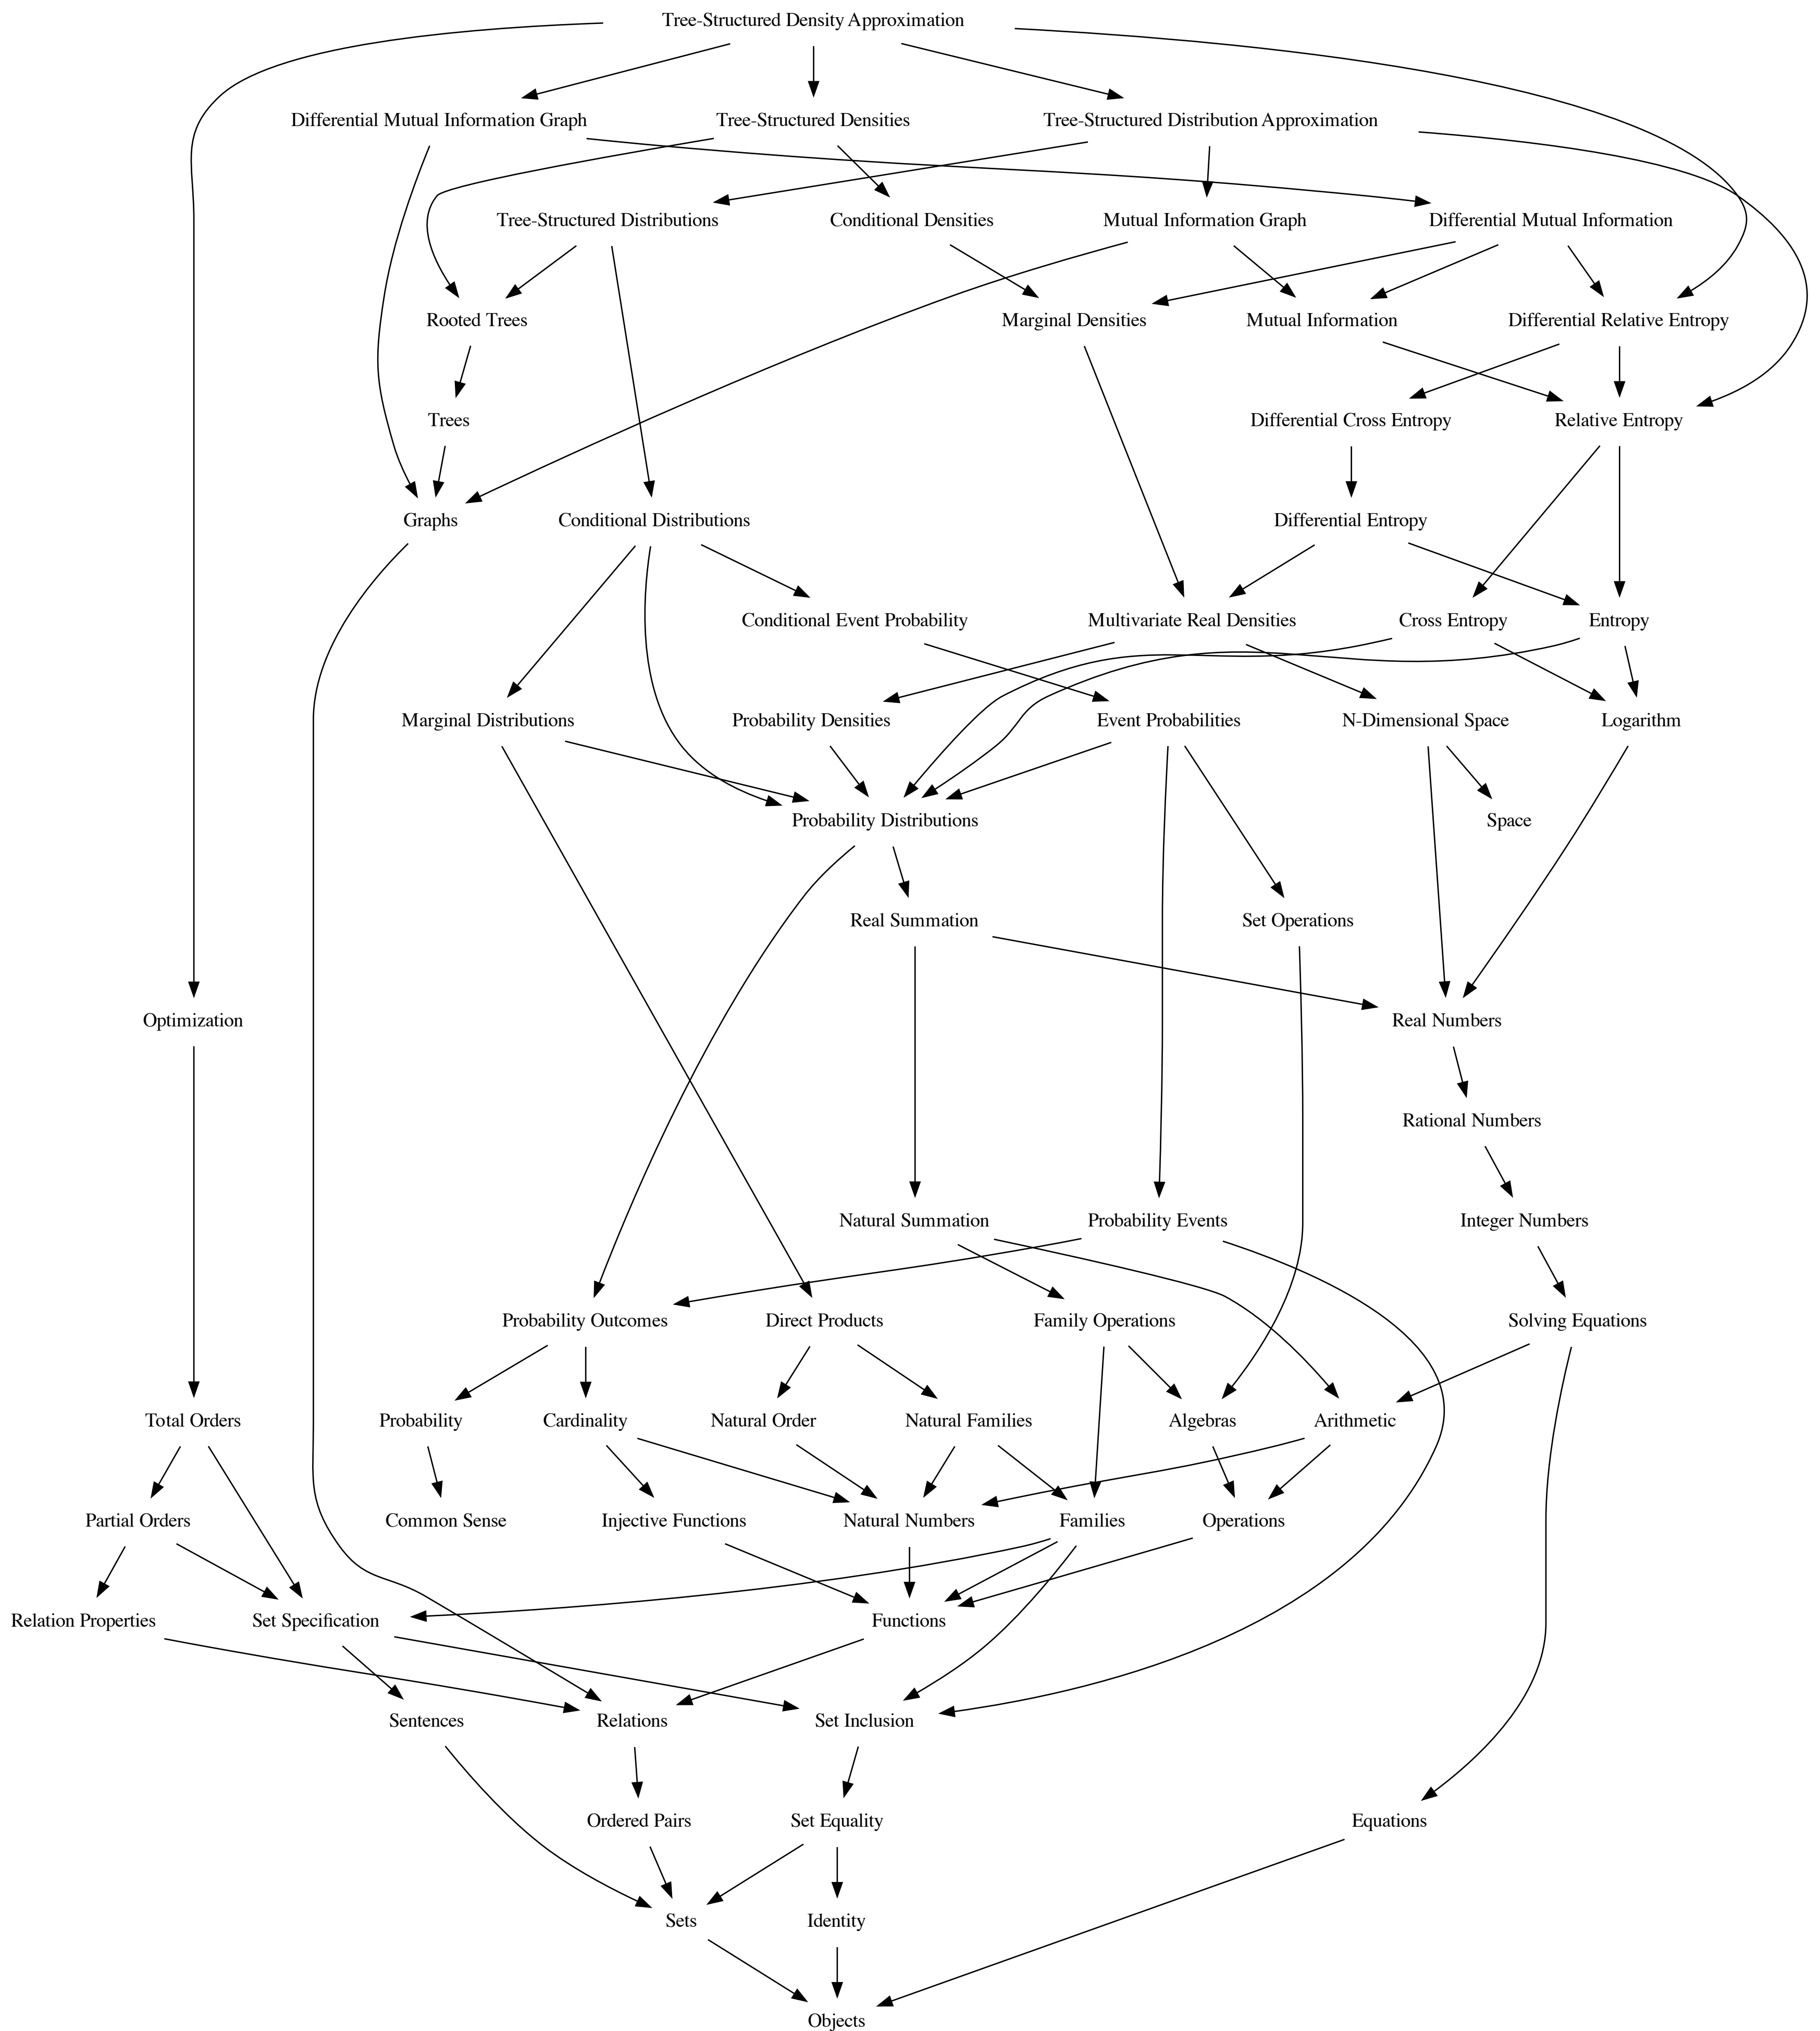 Tree-Structured Density Approximation
Differential Mutual Information Graph
Tree-Structured Densities
Tree-Structured Distribution Approximation
Tree-Structured Distributions
Conditional Densities
Mutual Information Graph
Differential Mutual Information
Rooted Trees
Marginal Densities
Mutual Information
Differential Relative Entropy
Trees
Differential Cross Entropy
Relative Entropy
Graphs
Conditional Distributions
Differential Entropy
Conditional Event Probability
Multivariate Real Densities
Cross Entropy
Entropy
Marginal Distributions
Probability Densities
Event Probabilities
N-Dimensional Space
Logarithm
Probability Distributions
Space
Real Summation
Set Operations
Optimization
Real Numbers
Rational Numbers
Natural Summation
Probability Events
Integer Numbers
Probability Outcomes
Direct Products
Family Operations
Solving Equations
Total Orders
Probability
Cardinality
Natural Order
Natural Families
Algebras
Arithmetic
Partial Orders
Common Sense
Injective Functions
Natural Numbers
Families
Operations
Relation Properties
Set Specification
Functions
Sentences
Relations
Set Inclusion
Ordered Pairs
Set Equality
Equations
Sets
Identity
Objects